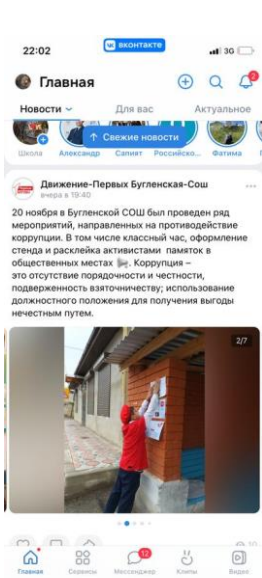 22:02
вконтакте
3G
Главная
2
Новости
Для вас
Актуальное
↑ Свежие новости
Школа
Александр
Сапият
Российско...
Фатима
Движение-Первых Бугленская-Сош
вчера в 19:40
20 ноября в Бугленской СОШ был проведен ряд
мероприятий, направленных на противодействие
коррупции. В том числе классный час, оформление
стенда и расклейка активистами памяток в
общественных местах. Коррупция –
это отсутствие порядочности и честности,
подверженность взяточничеству; использование
должностного положения для получения выгоды
нечестным путем.
2/7
12
Главная
Сервисы
Мессенджер
Клипы
Видео